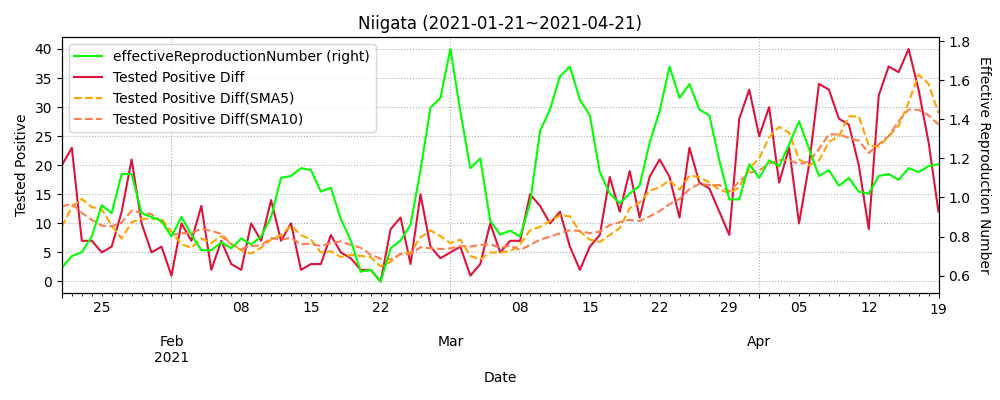 Niigata (2021-01-21~2021-04-21)
effectiveReproductionNumber (right)
Tested Positive Diff
Tested Positive Diff(SMA5)
Tested Positive Diff(SMA10)
Tested Positive
40
35
30
25
20
15
10
5
0
1.8
1.6
1.4
1.2
1.0
0.8
0.6
Effective Reproduction Number
25 08 15 22 08 15 22 29 05 12 19
Feb Mar Apr
2021
Date